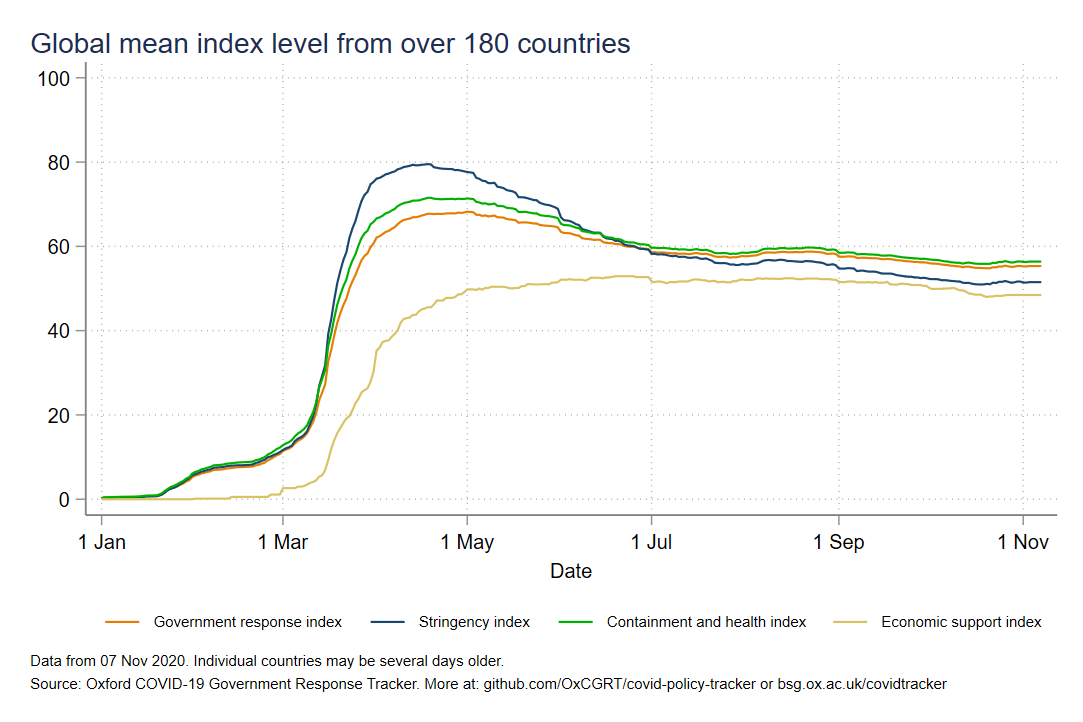 Global mean index level from over 180 countries
100
80
60
40
20
0
1 Jan 1 Mar 1 May 1 Jul 1 Sep 1 Nov
Date
Government response index Stringency index Containment and health index Economic support index
Data from 07 Nov 2020. Individual countries may be several days older.
Source: Oxford COVID-19 Government Response Tracker. More at: github.com/OxCGRT/covid-policy-tracker or bsg.ox.ac.uk/covidtracker